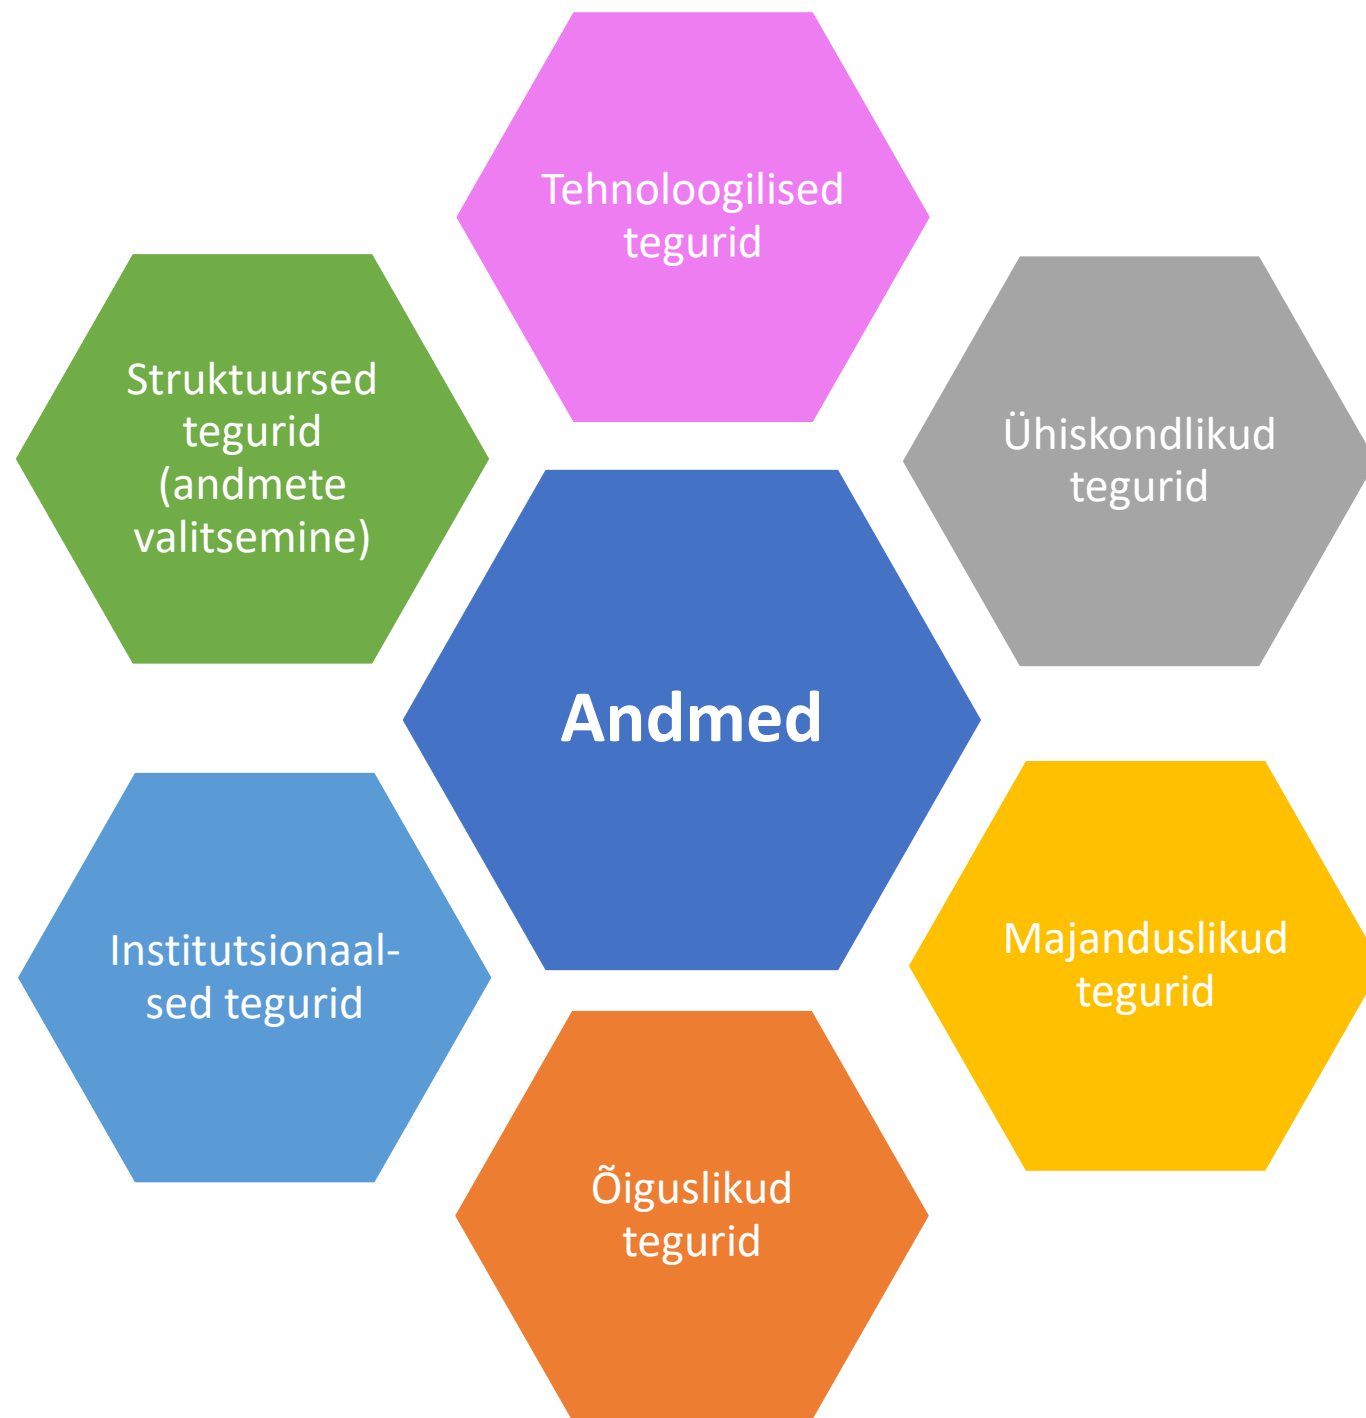 Tehnoloogilised
tegurid
Struktuursed
tegurid
(andmete
valitsemine)
Ühiskondlikud
tegurid
Andmed
Institutsionaal-
sed tegurid
Majanduslikud
tegurid
Õiguslikud
tegurid